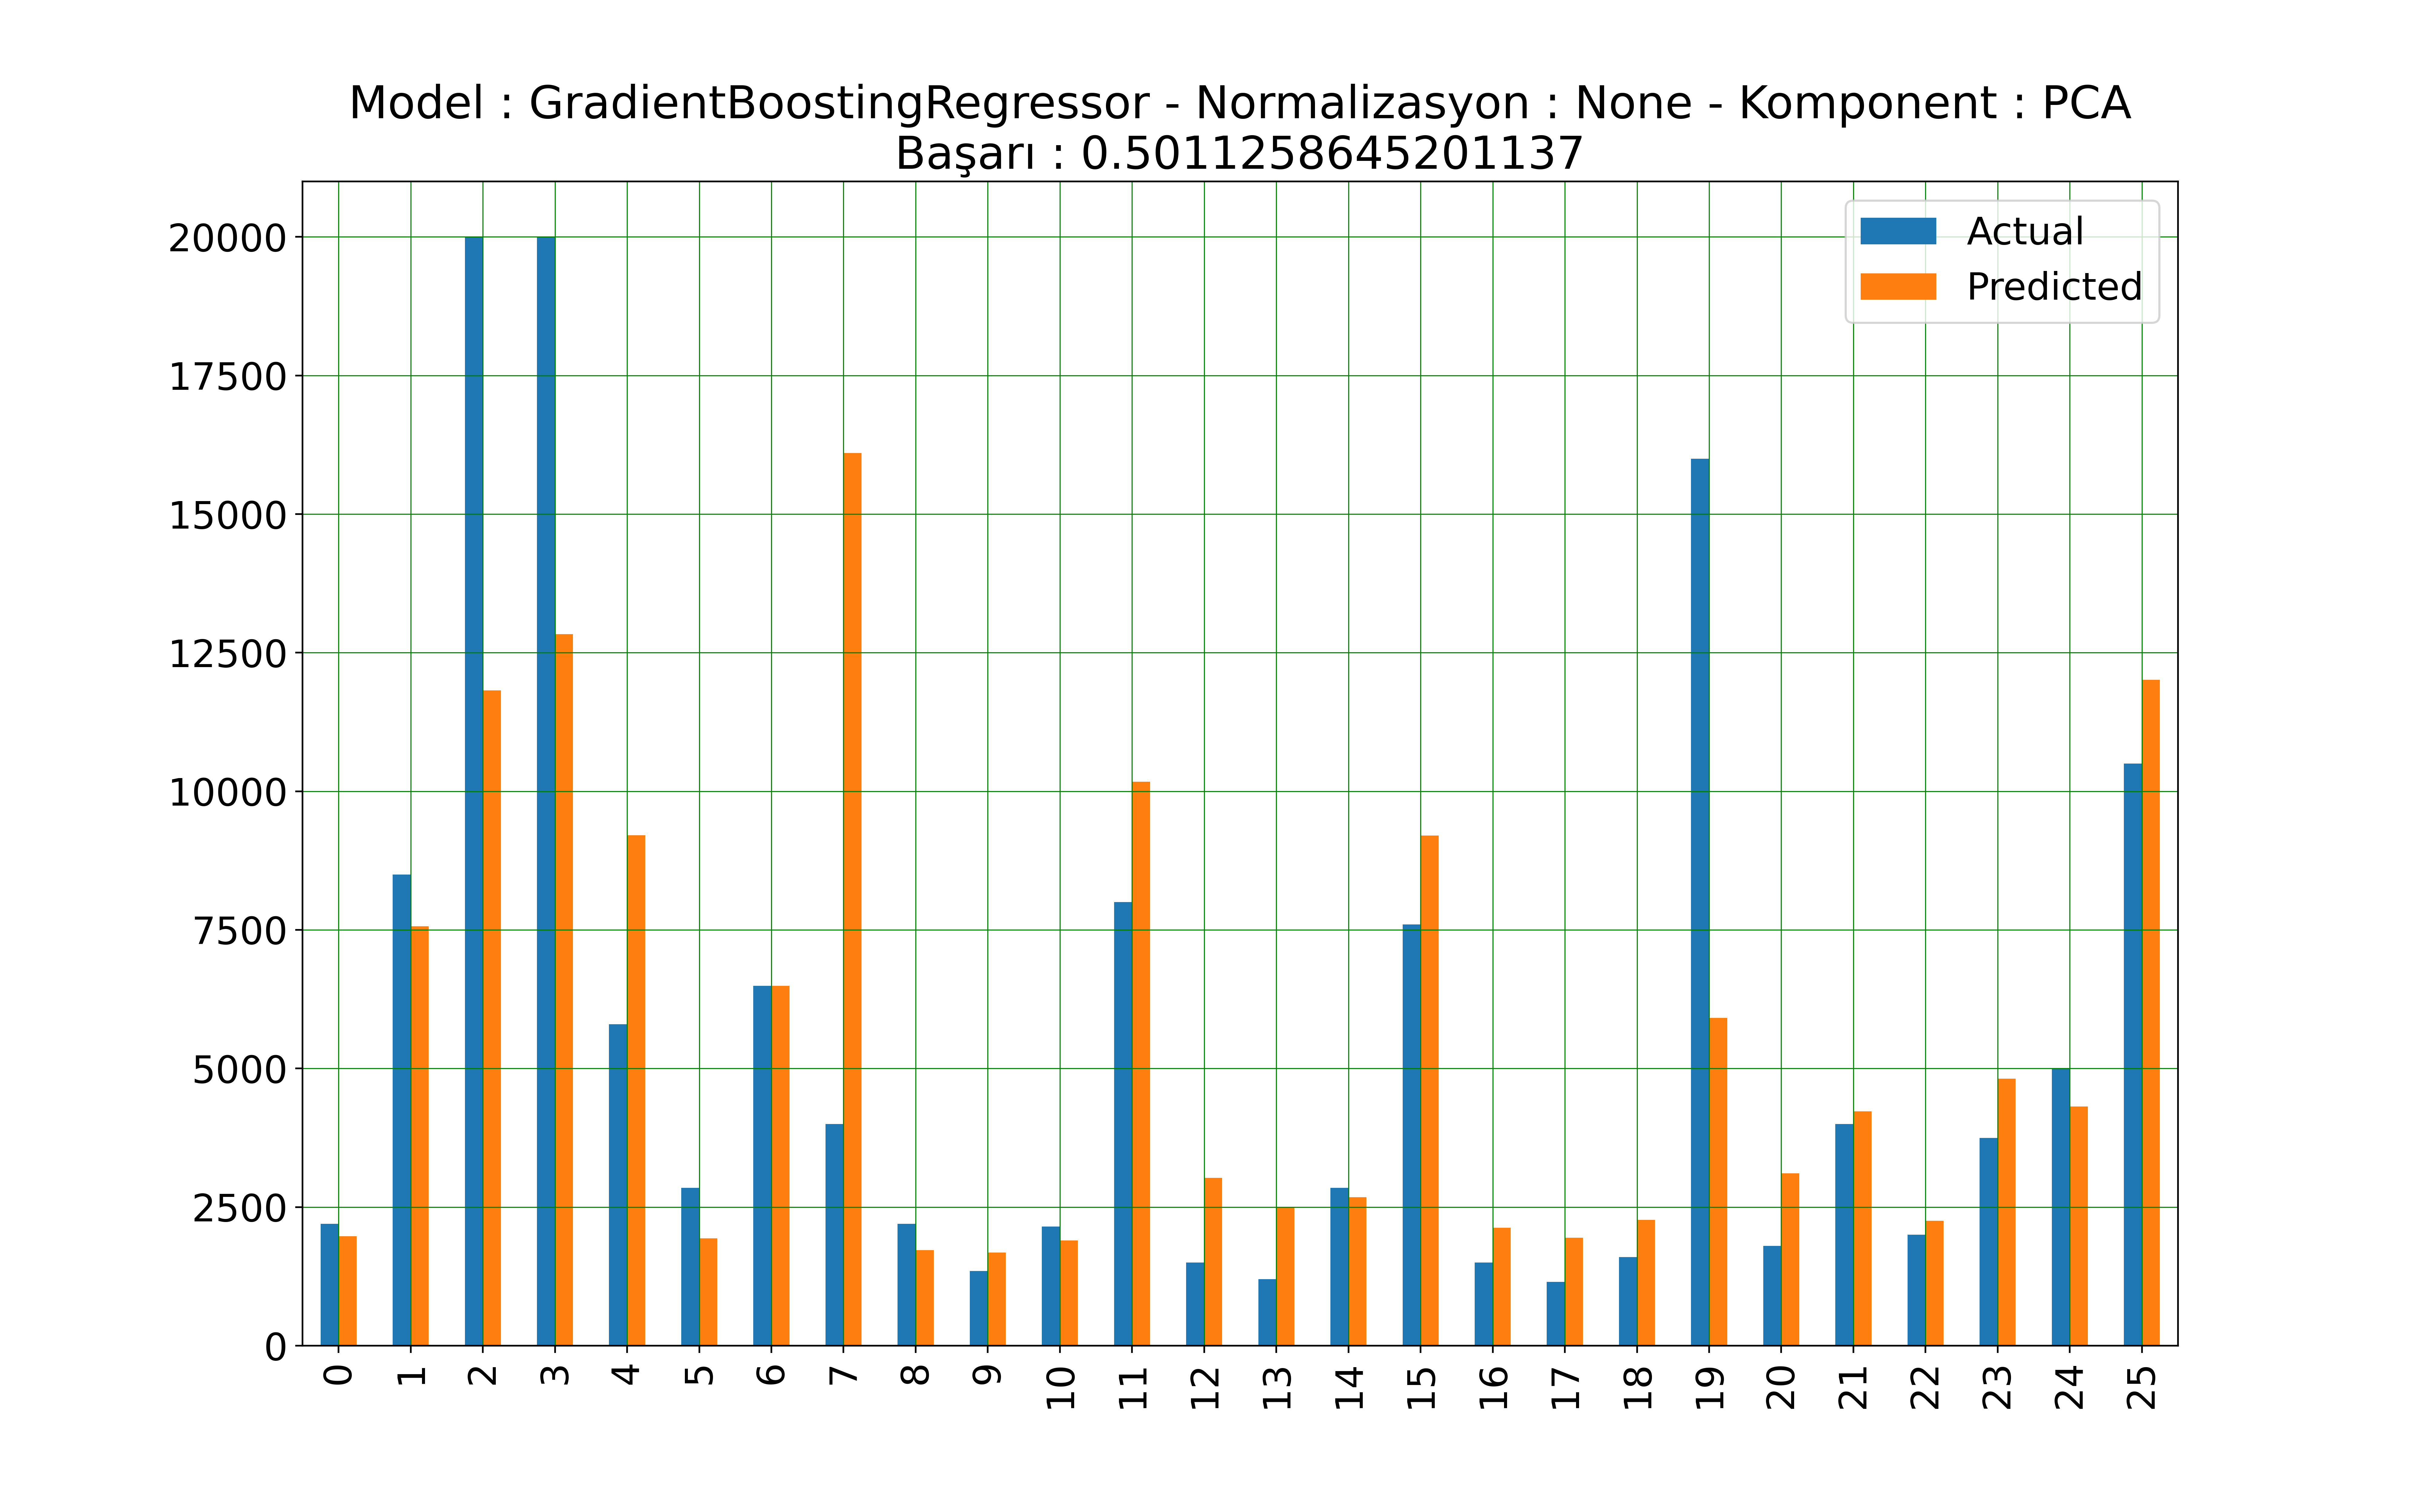 Model : GradientBoostingRegressor - Normalizasyon : None - Komponent : PCA
Başarı : 0.5011258645201137
Actual
Predicted
20000
17500
15000
12500
10000
7500
5000
2500
0
0 1 2 3 4 5 6 7 8 9 10 11 12 13 14 15 16 17 18 19 20 21 22 23 24 25